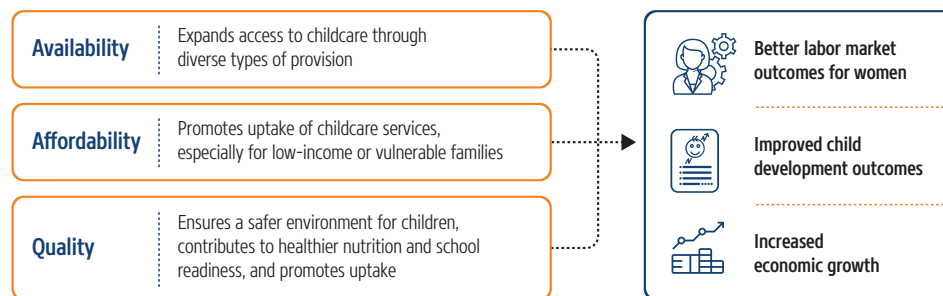 Availability
Expands access to childcare through
diverse types of provision
Affordability
Promotes uptake of childcare services,
especially for low-income or vulnerable families
Quality
Ensures a safer environment for children,
contributes to healthier nutrition and school
readiness, and promotes uptake
Better labor market
outcomes for women
Improved child
development outcomes
Increased
economic growth